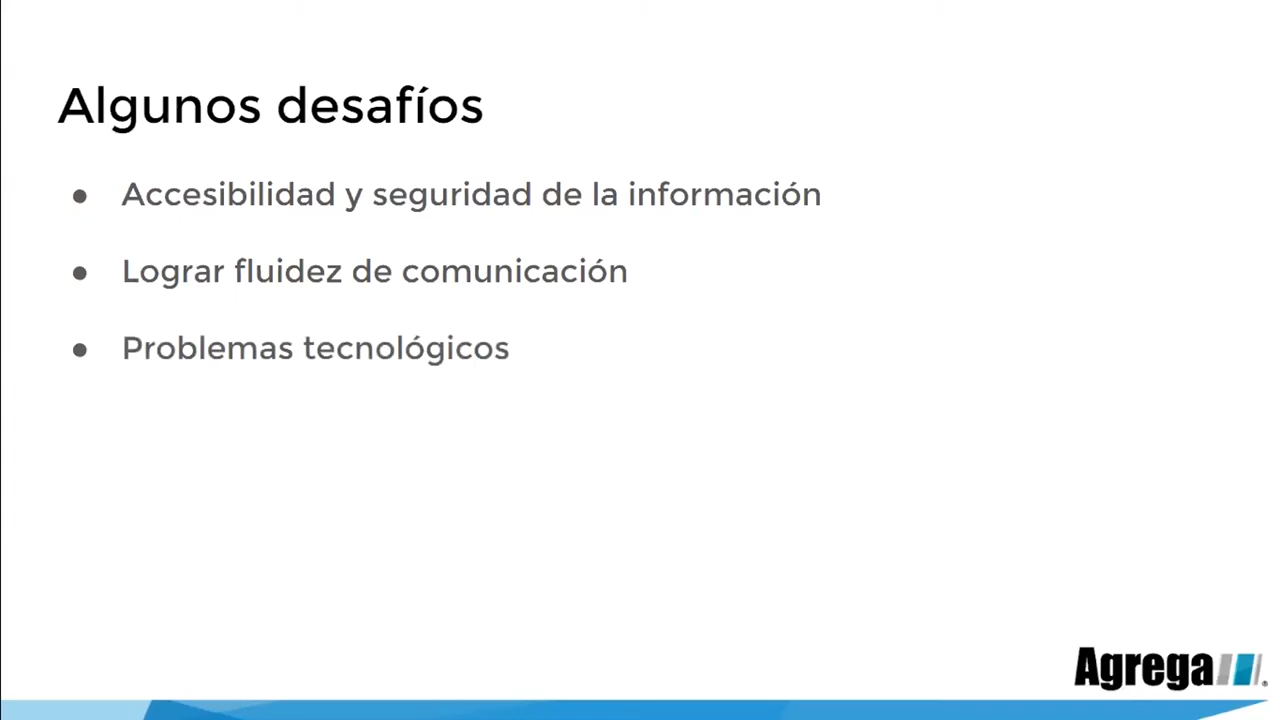 Algunos desafíos
● Accesibilidad y seguridad de la información
● Lograr fluidez de comunicación
● Problemas tecnológicos
Agrega®